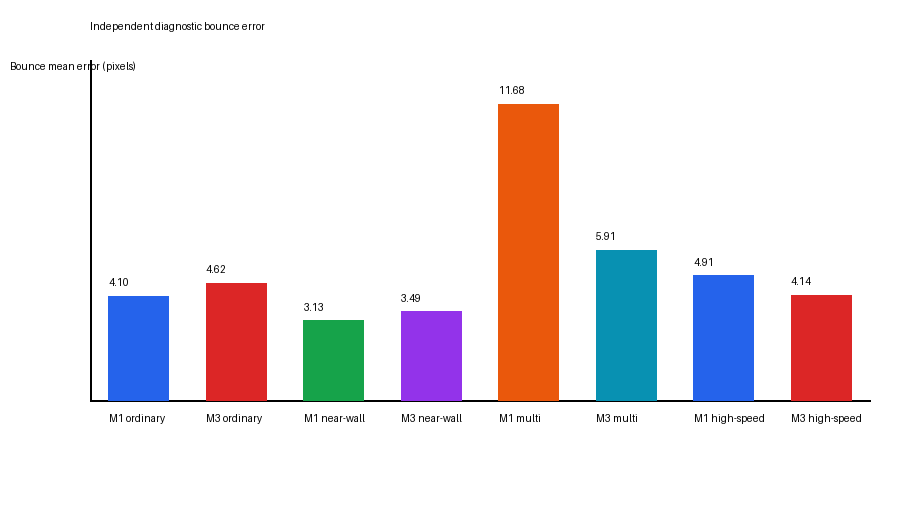 Independent diagnostic bounce error
Bounce mean error (pixels)
11.68
5.91
4.91
4.62
4.10
4.14
3.49
3.13
M1 ordinary M3 ordinary M1 near-wall M3 near-wall M1 multi M3 multi M1 high-speed M3 high-speed